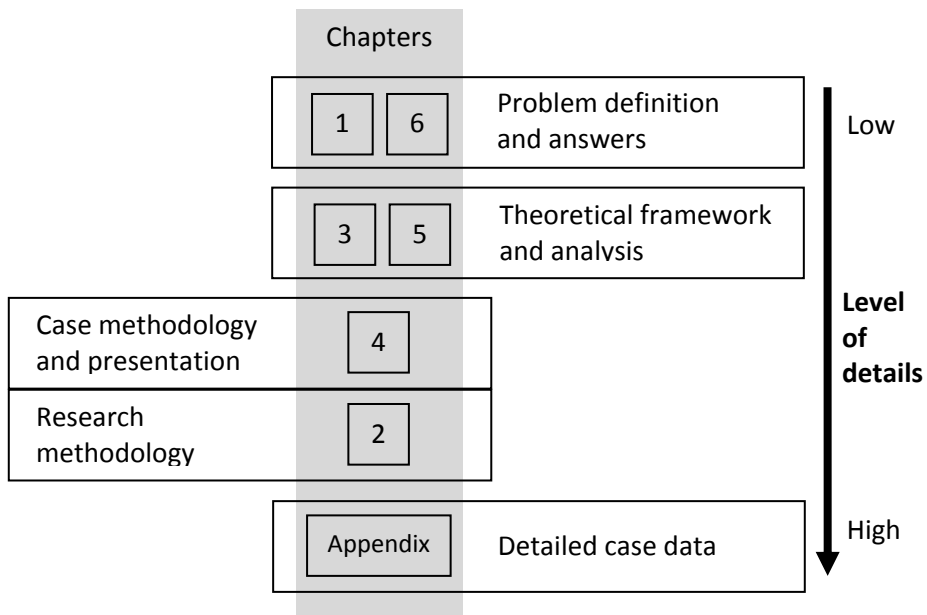 Chapters
1 6 Problem definition
and answers
Low
3 5 Theoretical framework
and analysis
Case methodology
and presentation
4
Level
of
details
Research
methodology
2
Appendix Detailed case data
High